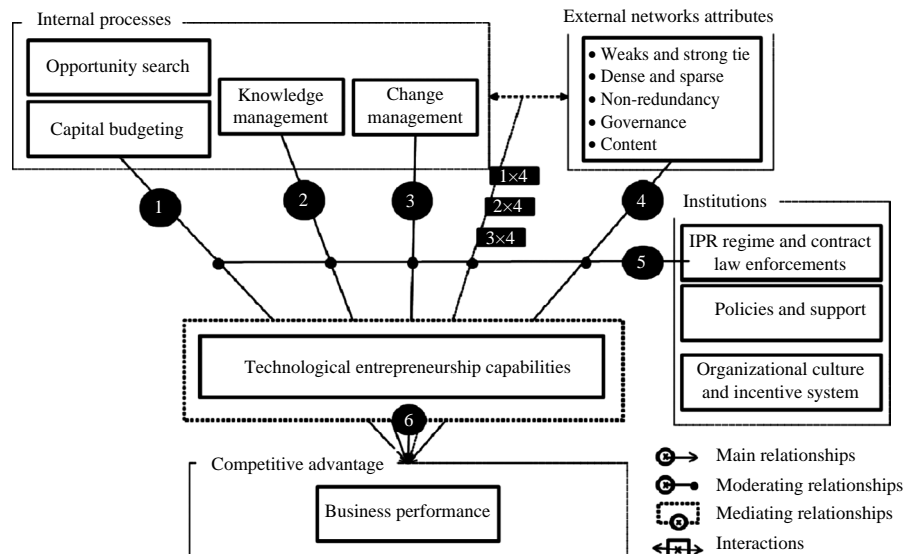 Internal processes
Opportunity search
Capital budgeting
Knowledge
management
Change
management
External networks attributes
• Weaks and strong tie
• Dense and sparse
• Non-redundancy
• Governance
• Content
1
2
3
1×4
2×4
3×4
4
5
Institutions
IPR regime and contract
law enforcements
Policies and support
Organizational culture
and incentive system
Technological entrepreneurship capabilities
6
Competitive advantage
Business performance
Main relationships
Moderating relationships
Mediating relationships
Interactions